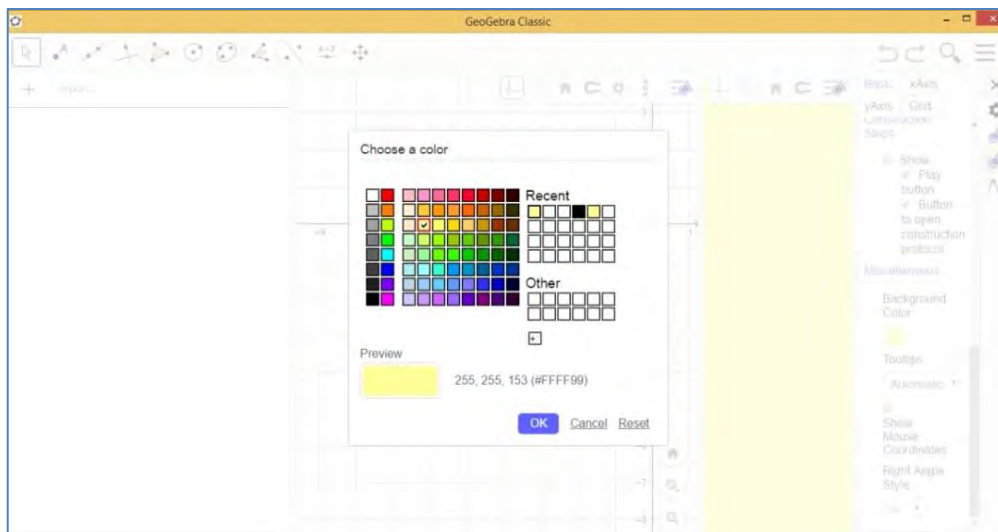 GeoGebra Classic
Input...
Basic xAxis
yAxis Grid
Construction
Steps
Show
Play
button
Button
to open
construction
protocol
Miscellaneous
Background
Color
Tooltips
Automatic
Show
Mouse
Coordinates
Right Angle
Style
Choose a color
Recent
Other
+
Preview
255, 255, 153 (#FFFF99)
OK Cancel Reset